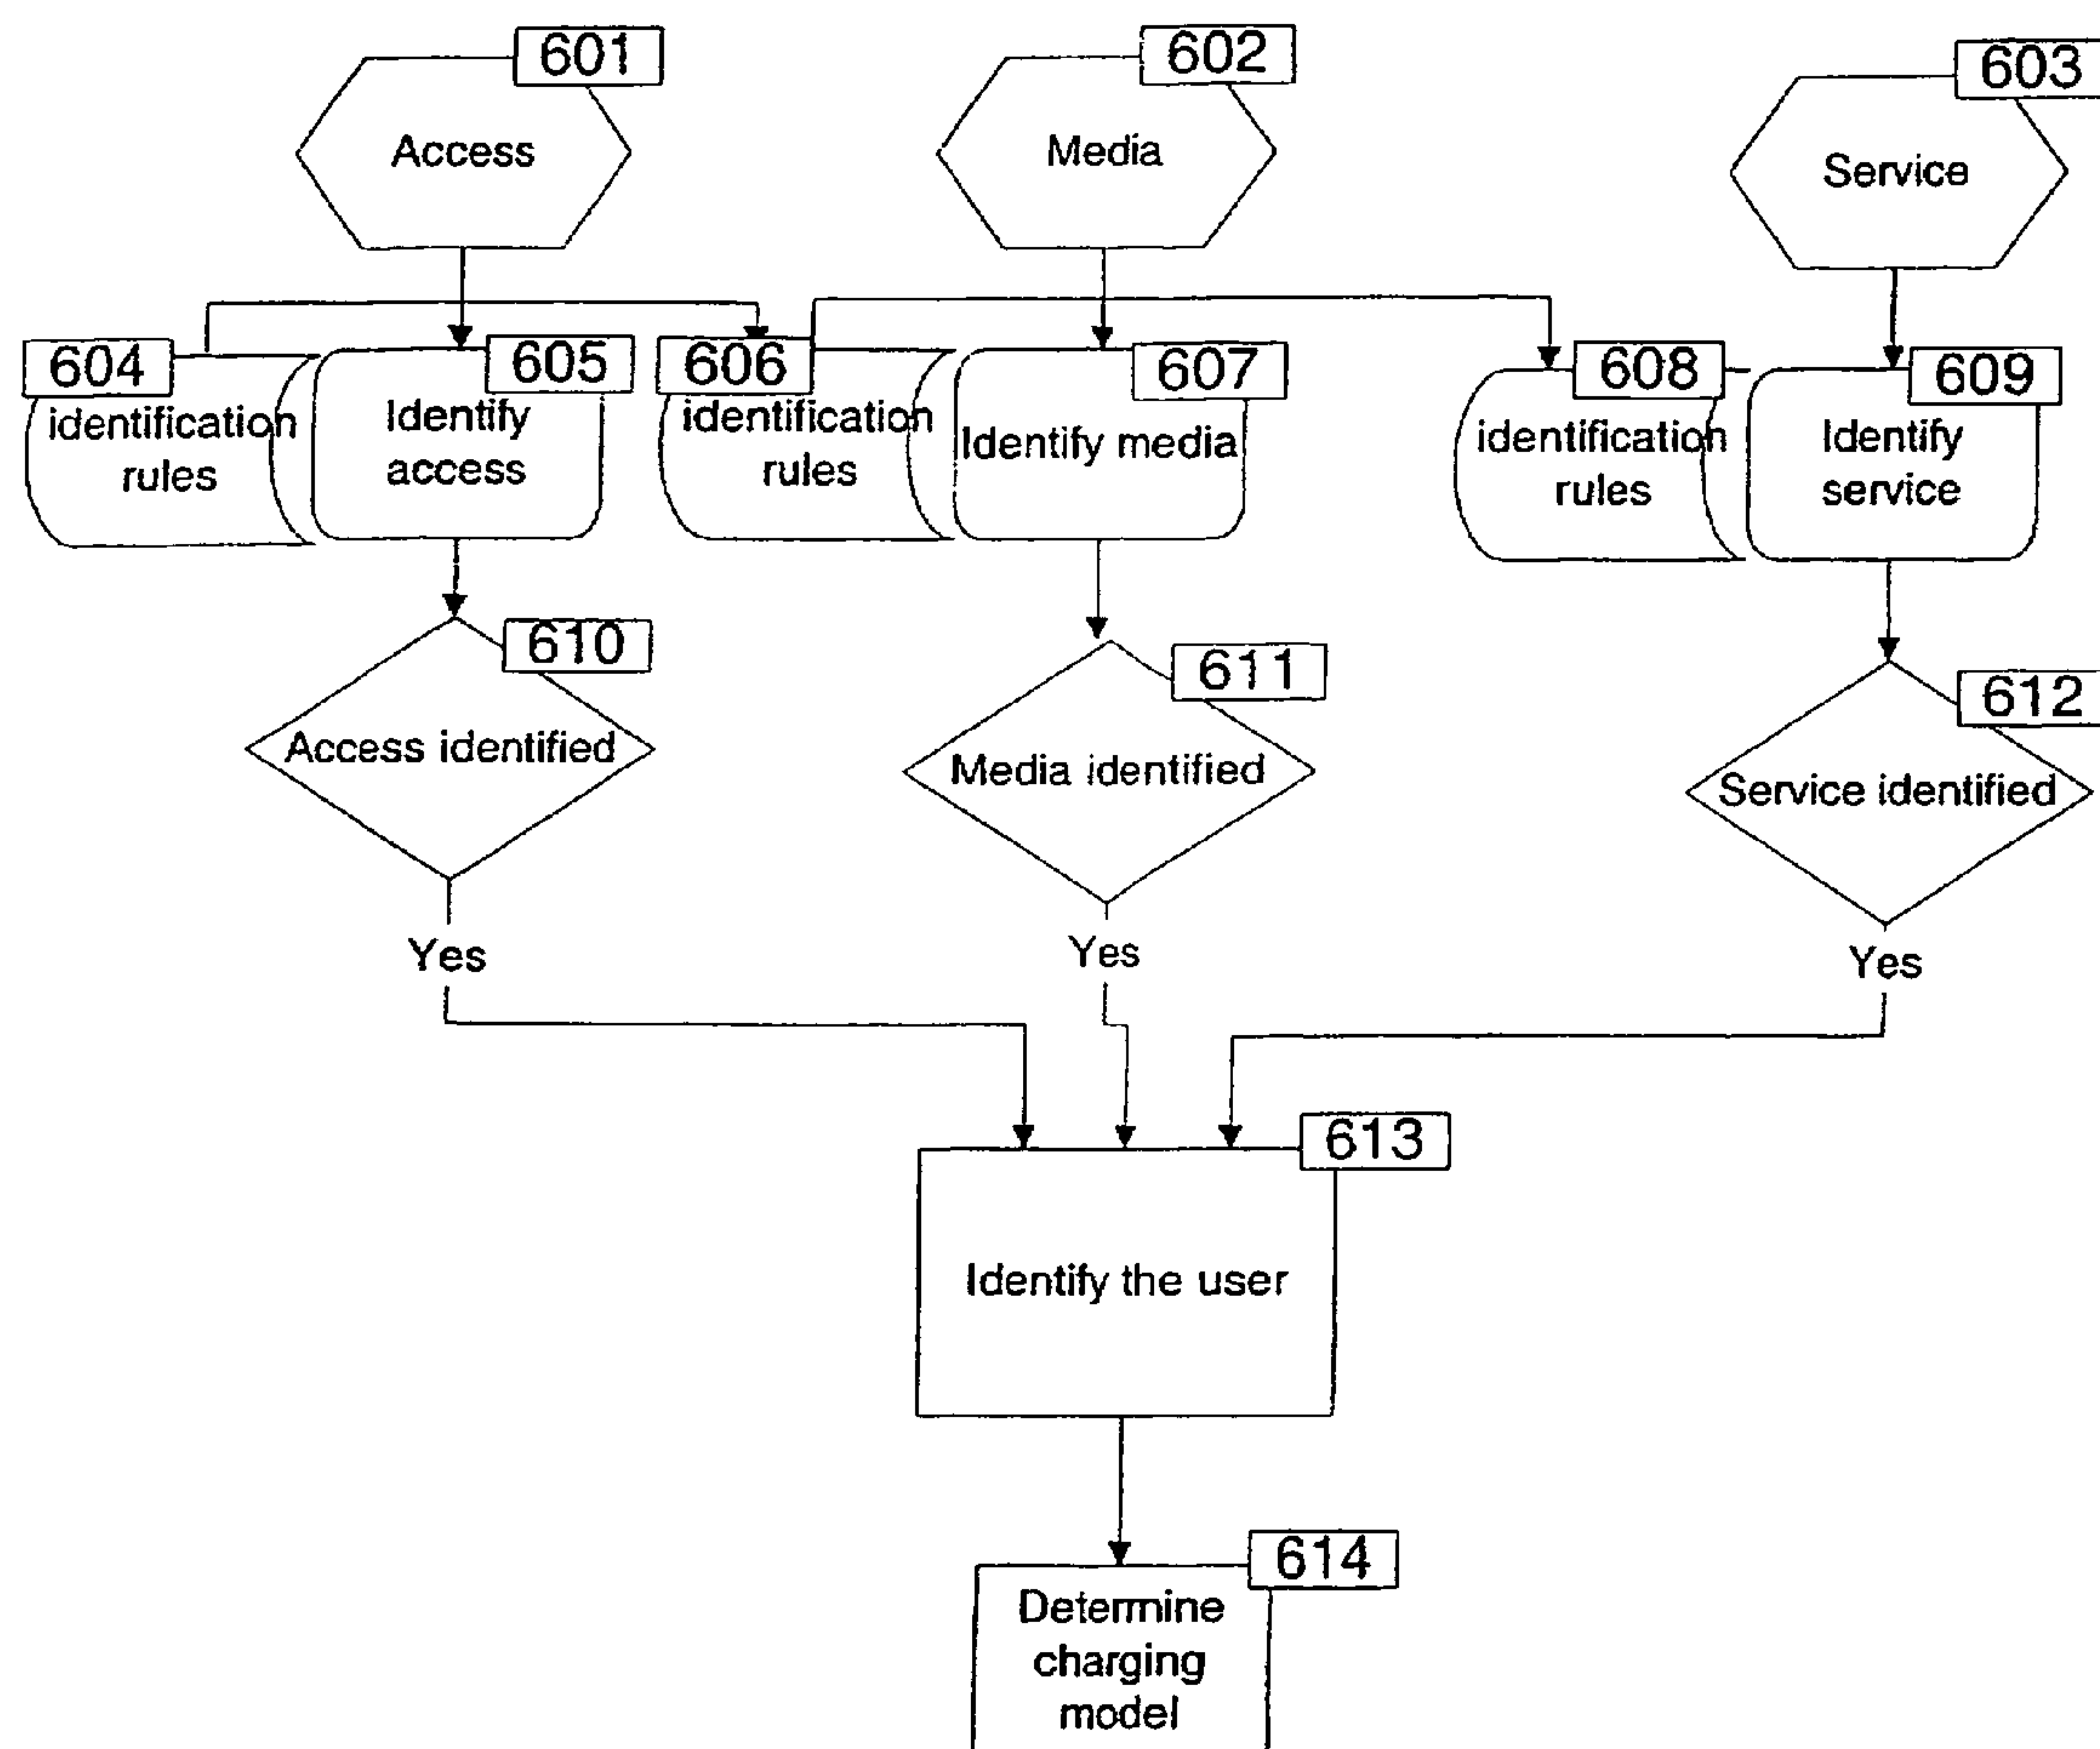 601
602
603
Access
Media
Service
604
605
606
607
608
609
identification
rules
Identify
access
identification
rules
Identify media
identification
rules
Identify
service
610
611
612
Access identified
Media identified
Service identified
Yes
Yes
Yes
613
Identify the user
614
Determine
charging
model